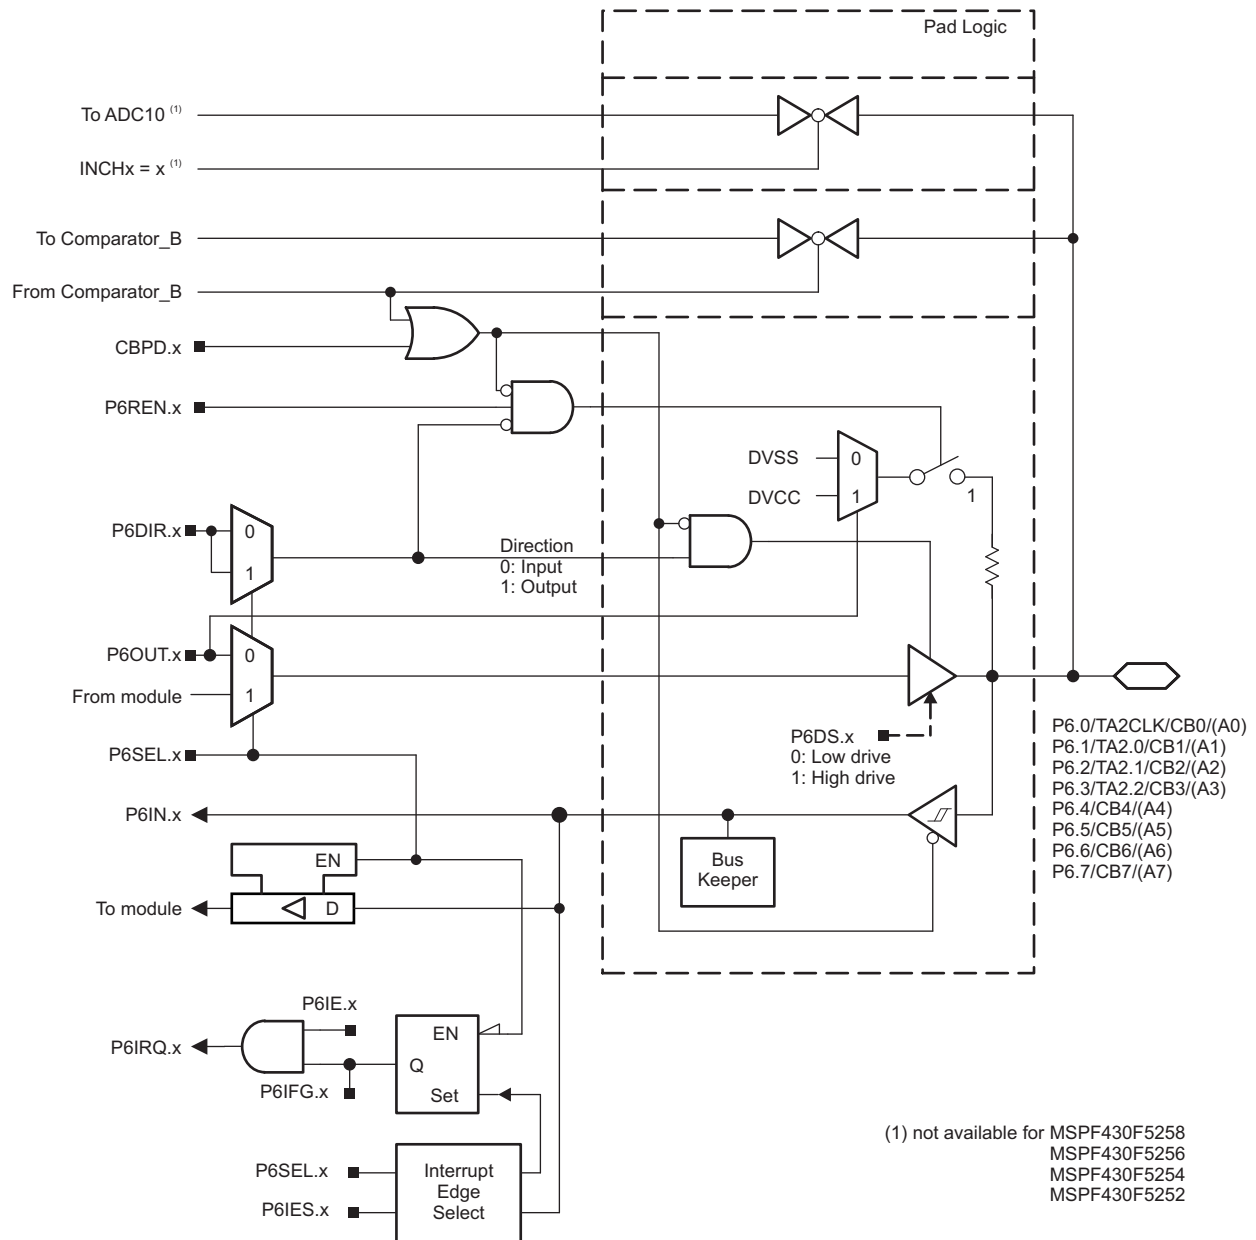 Pad Logic
To ADC10 (1)
INCHx = x (1)
To Comparator_B
From Comparator_B
CBPD.x
P6REN.x
DVSS
0
DVCC
1
1
P6DIR.x
0
1
Direction
0: Input
1: Output
P6OUT.x
0
From module
1
P6SEL.x
P6DS.x
0: Low drive
1: High drive
P6.0/TA2CLK/CB0/(A0)
P6.1/TA2.0/CB1/(A1)
P6.2/TA2.1/CB2/(A2)
P6.3/TA2.2/CB3/(A3)
P6.4/CB4/(A4)
P6.5/CB5/(A5)
P6.6/CB6/(A6)
P6.7/CB7/(A7)
P6IN.x
Bus
Keeper
EN
To module
D
P6IE.x
EN
P6IRQ.x
Q
P6IFG.x
Set
P6SEL.x
P6IES.x
Interrupt
Edge
Select
(1) not available for MSPF430F5258
MSPF430F5256
MSPF430F5254
MSPF430F5252